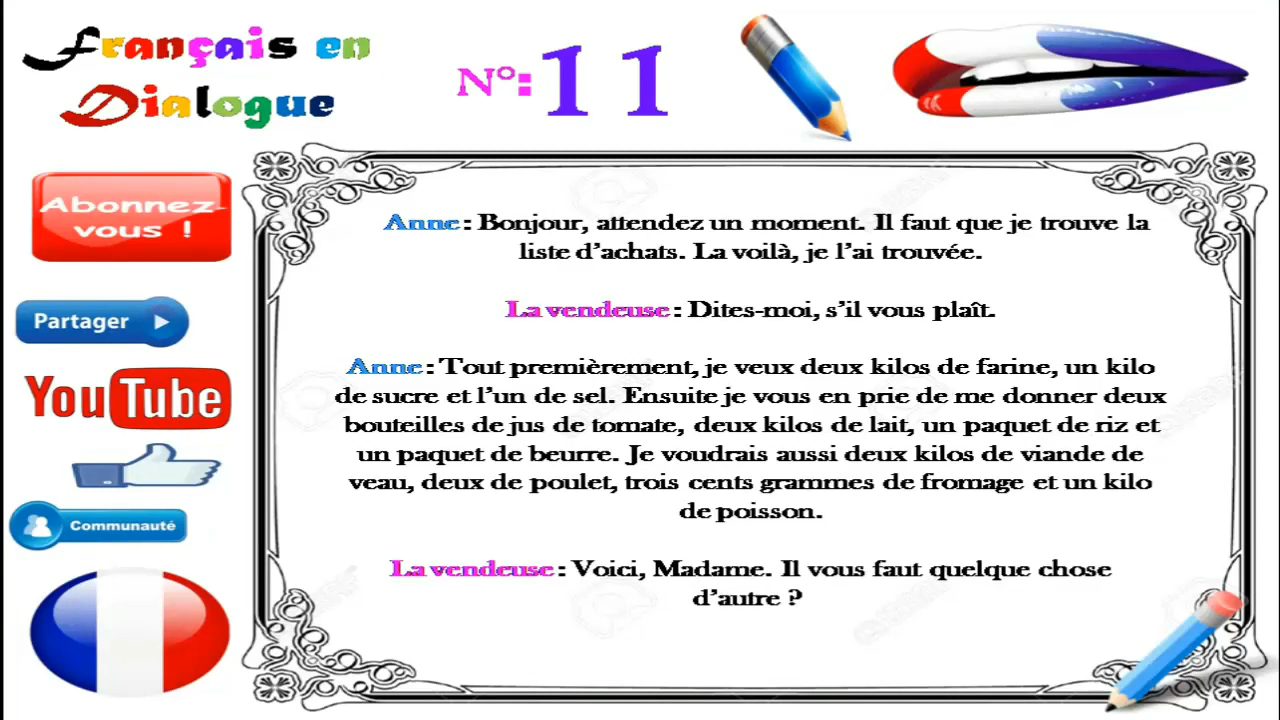 Français en
Dialogue
N°:11
Abonnez-
vous !
Partager
YouTube
Communauté
Anne : Bonjour, attendez un moment. Il faut que je trouve la
liste d'achats. La voilà, je l'ai trouvée.
La vendeuse : Dites-moi, s'il vous plaît.
Anne : Tout premièrement, je veux deux kilos de farine, un kilo
de sucre et l'un de sel. Ensuite je vous en prie de me donner deux
bouteilles de jus de tomate, deux kilos de lait, un paquet de riz et
un paquet de beurre. Je voudrais aussi deux kilos de viande de
veau, deux de poulet, trois cents grammes de fromage et un kilo
de poisson.
La vendeuse : Voici, Madame. Il vous faut quelque chose
d'autre ?